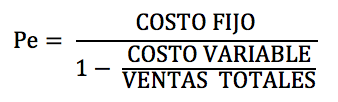 Pe = COSTO FIJO
1 − COSTO VARIABLE
VENTAS TOTALES